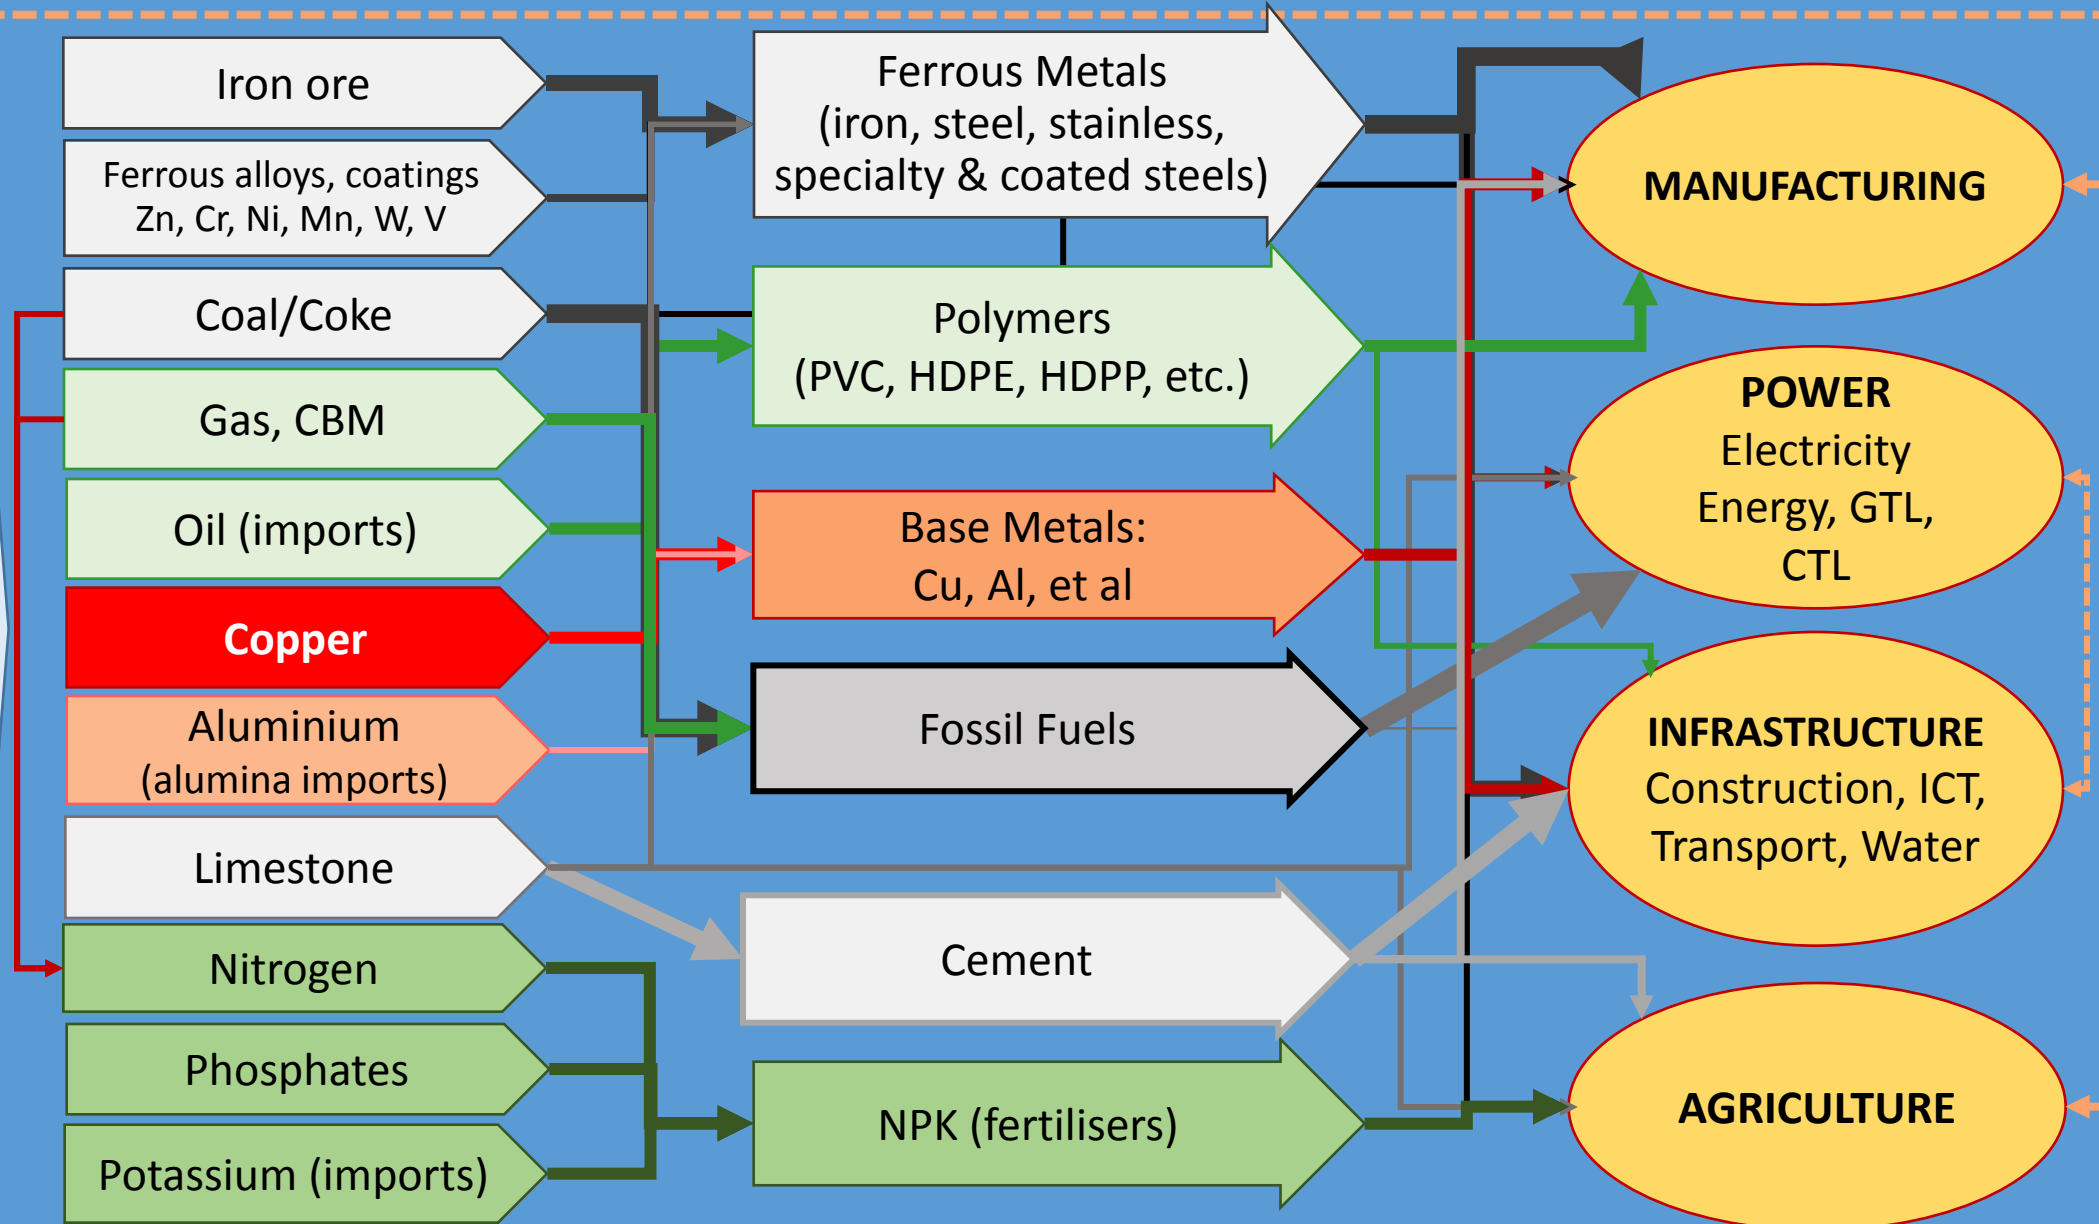 Iron ore
Ferrous alloys, coatings
Zn, Cr, Ni, Mn, W, V
Coal/Coke
Gas, CBM
Oil (imports)
Copper
Aluminium
(alumina imports)
Limestone
Nitrogen
Phosphates
Potassium (imports)
Ferrous Metals
(iron, steel, stainless,
specialty & coated steels)
Polymers
(PVC, HDPE, HDPP, etc.)
Base Metals:
Cu, Al, et al
Fossil Fuels
Cement
NPK (fertilisers)
MANUFACTURING
POWER
Electricity
Energy, GTL,
CTL
INFRASTRUCTURE
Construction, ICT,
Transport, Water
AGRICULTURE